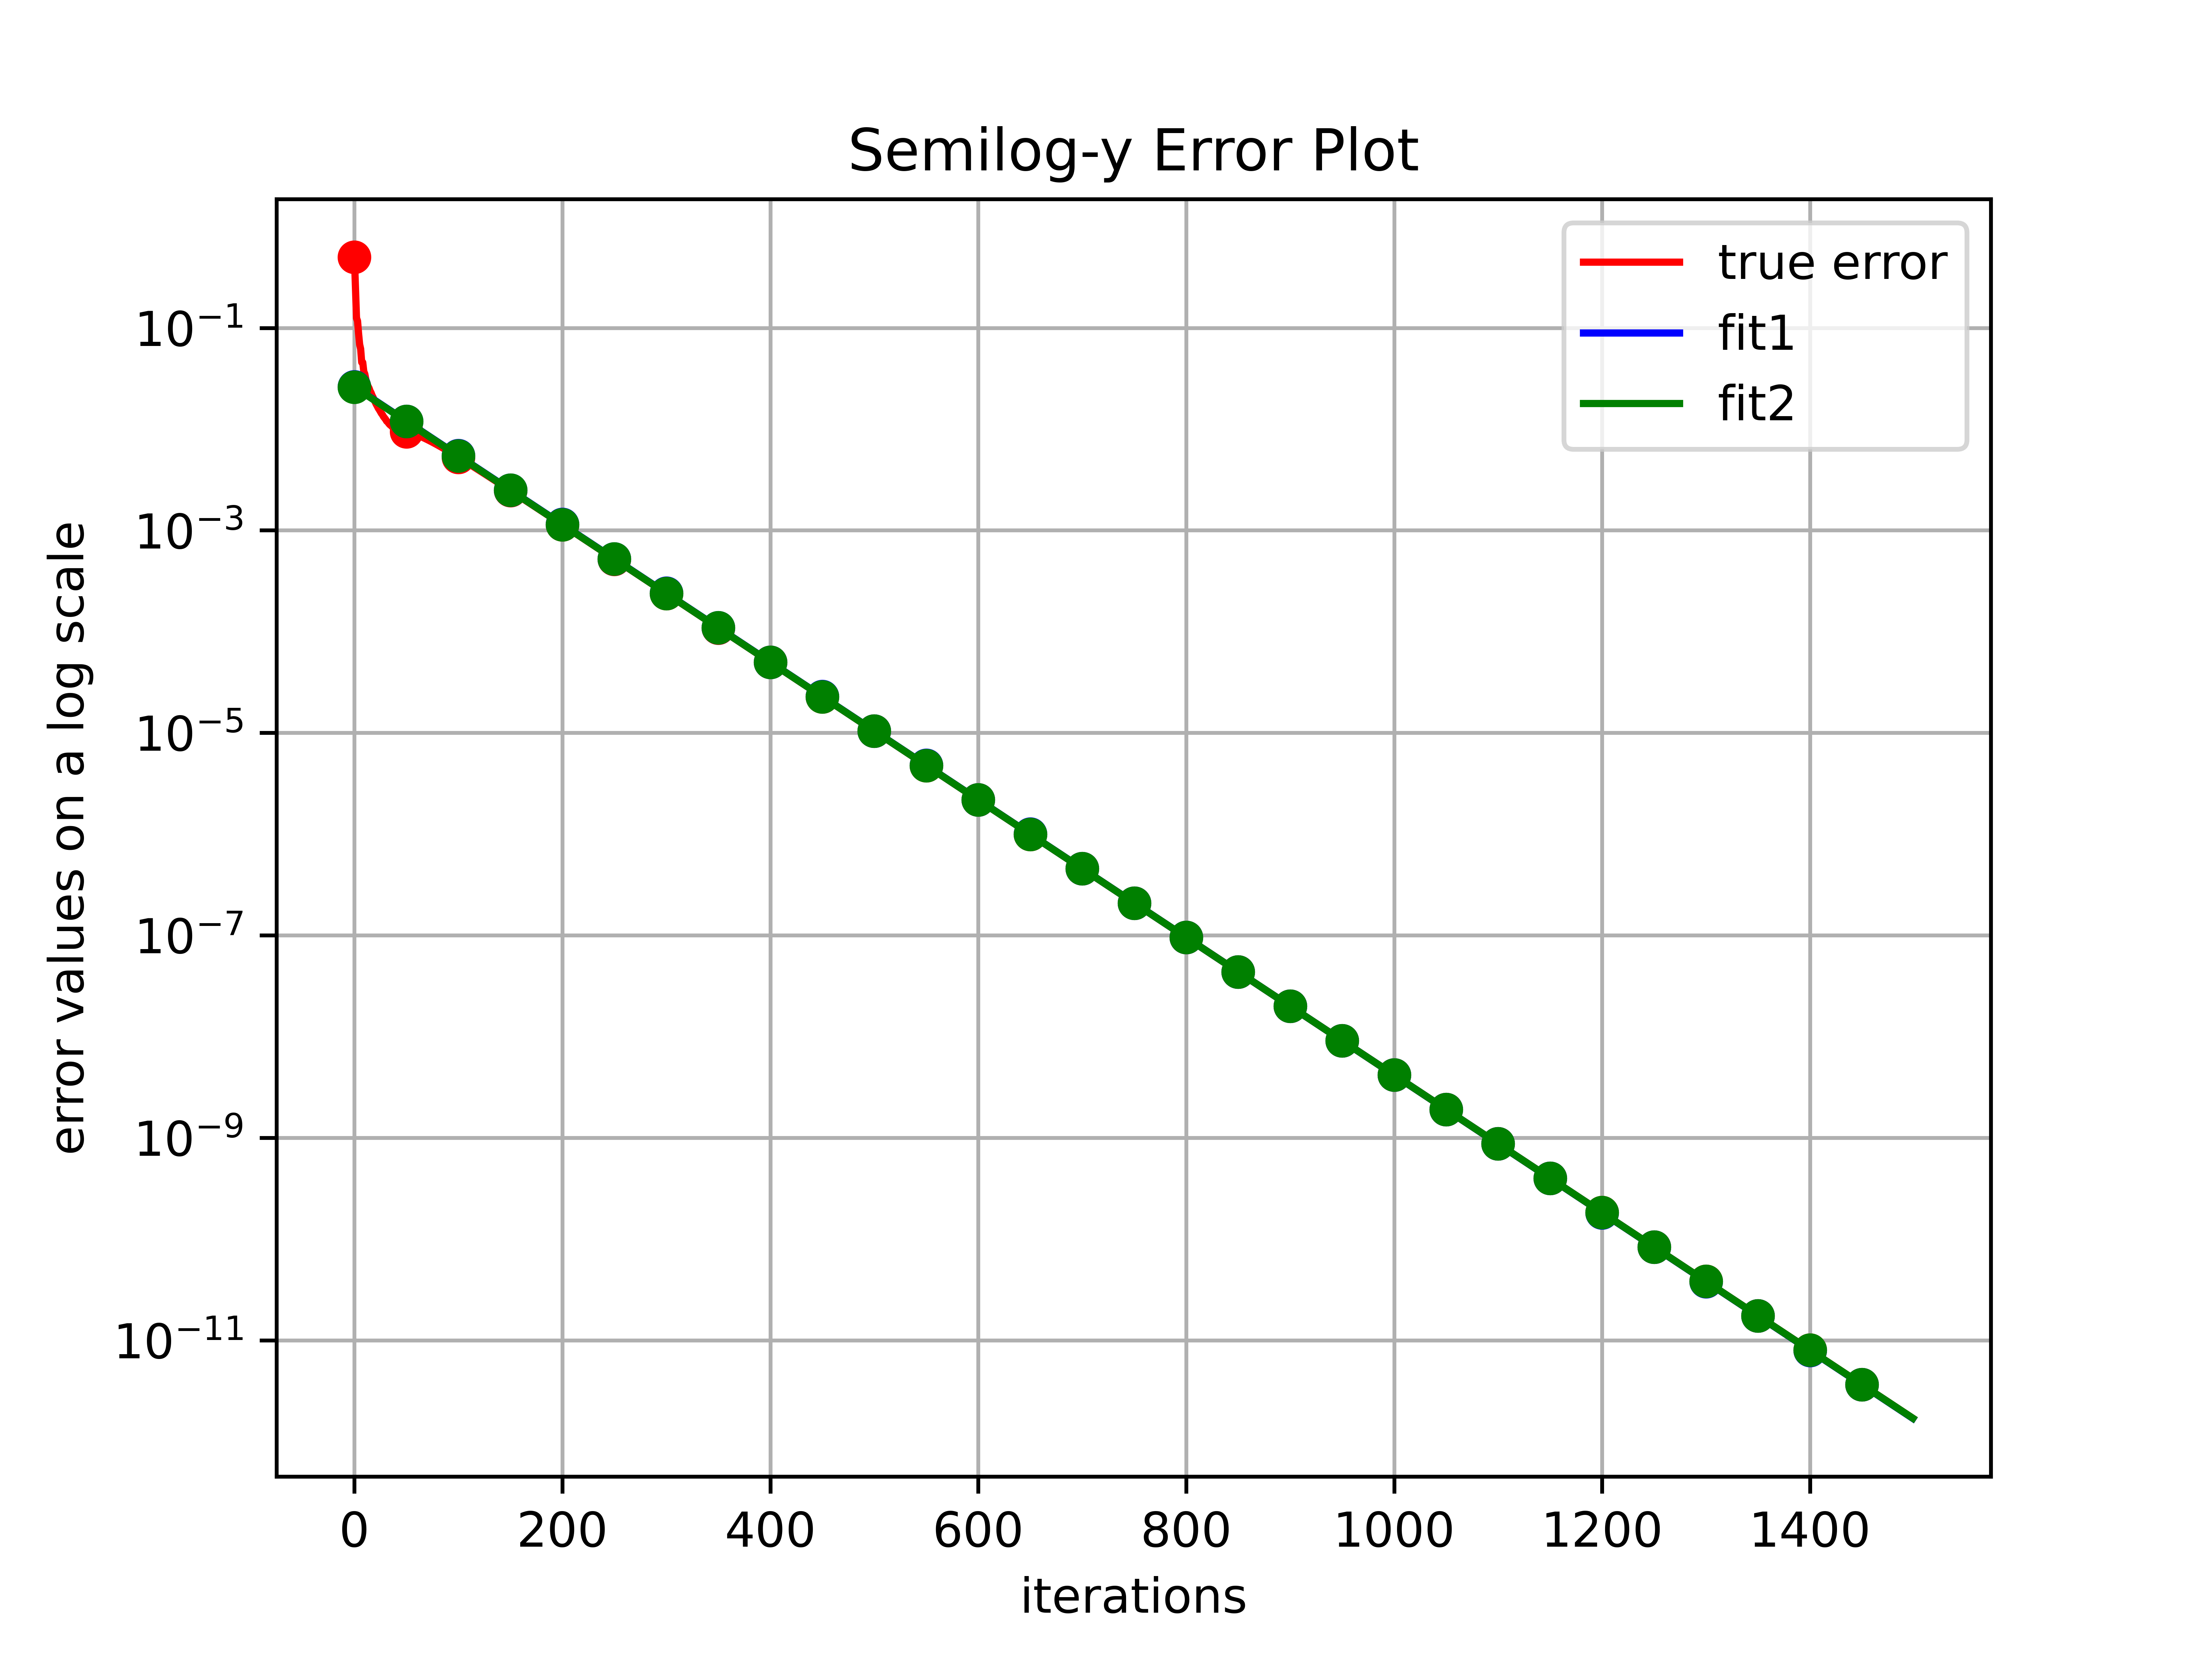 Semilog-y Error Plot
true error
fit1
fit2
error values on a log scale
10⁻¹
10⁻³
10⁻⁵
10⁻⁷
10⁻⁹
10⁻¹¹
0 200 400 600 800 1000 1200 1400
iterations